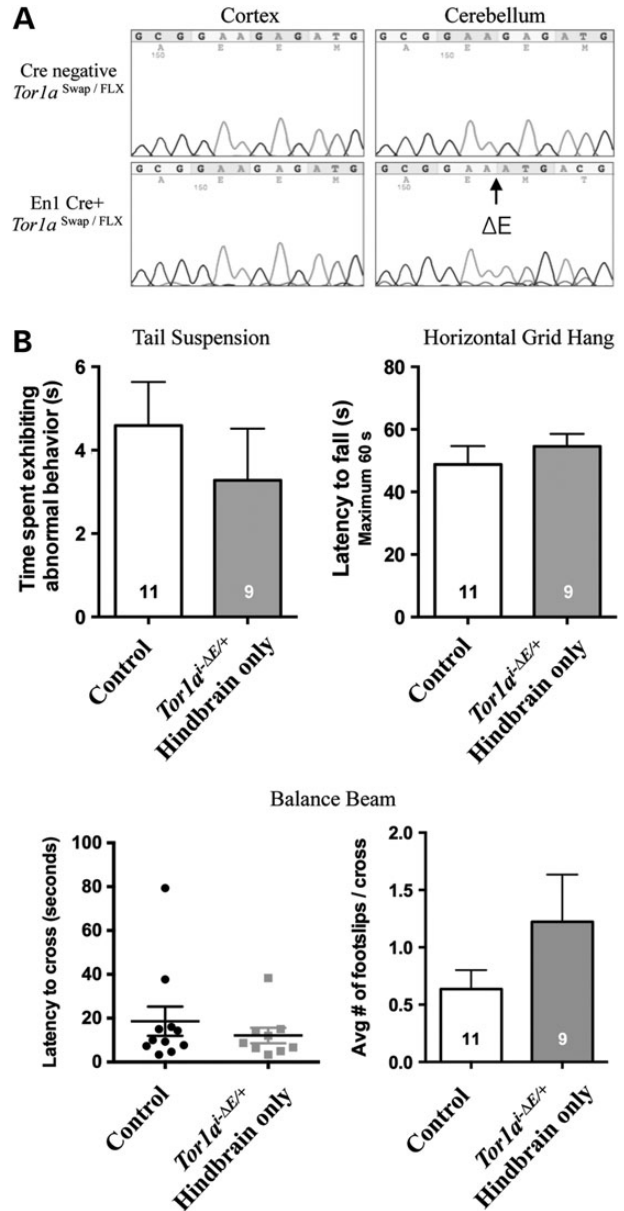 A
Cortex Cerebellum
Cre negative
Tor1a Swap / FLX
G C G G A A G A G A T G
A E E M
150
G C G G A A G A G A T G
A E E M
150
En1 Cre+
Tor1a Swap / FLX
G C G G A A G A G A T G
A E E M
150
G C G G A A A T G A C G
A E M T
150
ΔE
B
Tail Suspension
Time spent exhibiting
abnormal behavior (s)
6
4
2
0
11
9
Control
Tor1a i-ΔE/+
Hindbrain only
Horizontal Grid Hang
Latency to fall (s)
Maximum 60 s
80
60
40
20
0
11
9
Control
Tor1a i-ΔE/+
Hindbrain only
Balance Beam
Latency to cross (seconds)
100
80
60
40
20
0
Control
Tor1a i-ΔE/+
Hindbrain only
Avg # of footslips / cross
2.0
1.5
1.0
0.5
0.0
11
9
Control
Tor1a i-ΔE/+
Hindbrain only